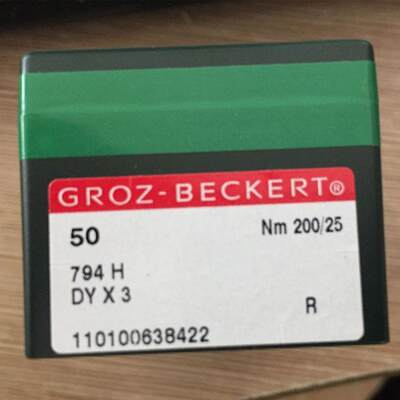 GROZ-BECKERT®
50 Nm 200/25
794 H
DY X 3
R
110100638422